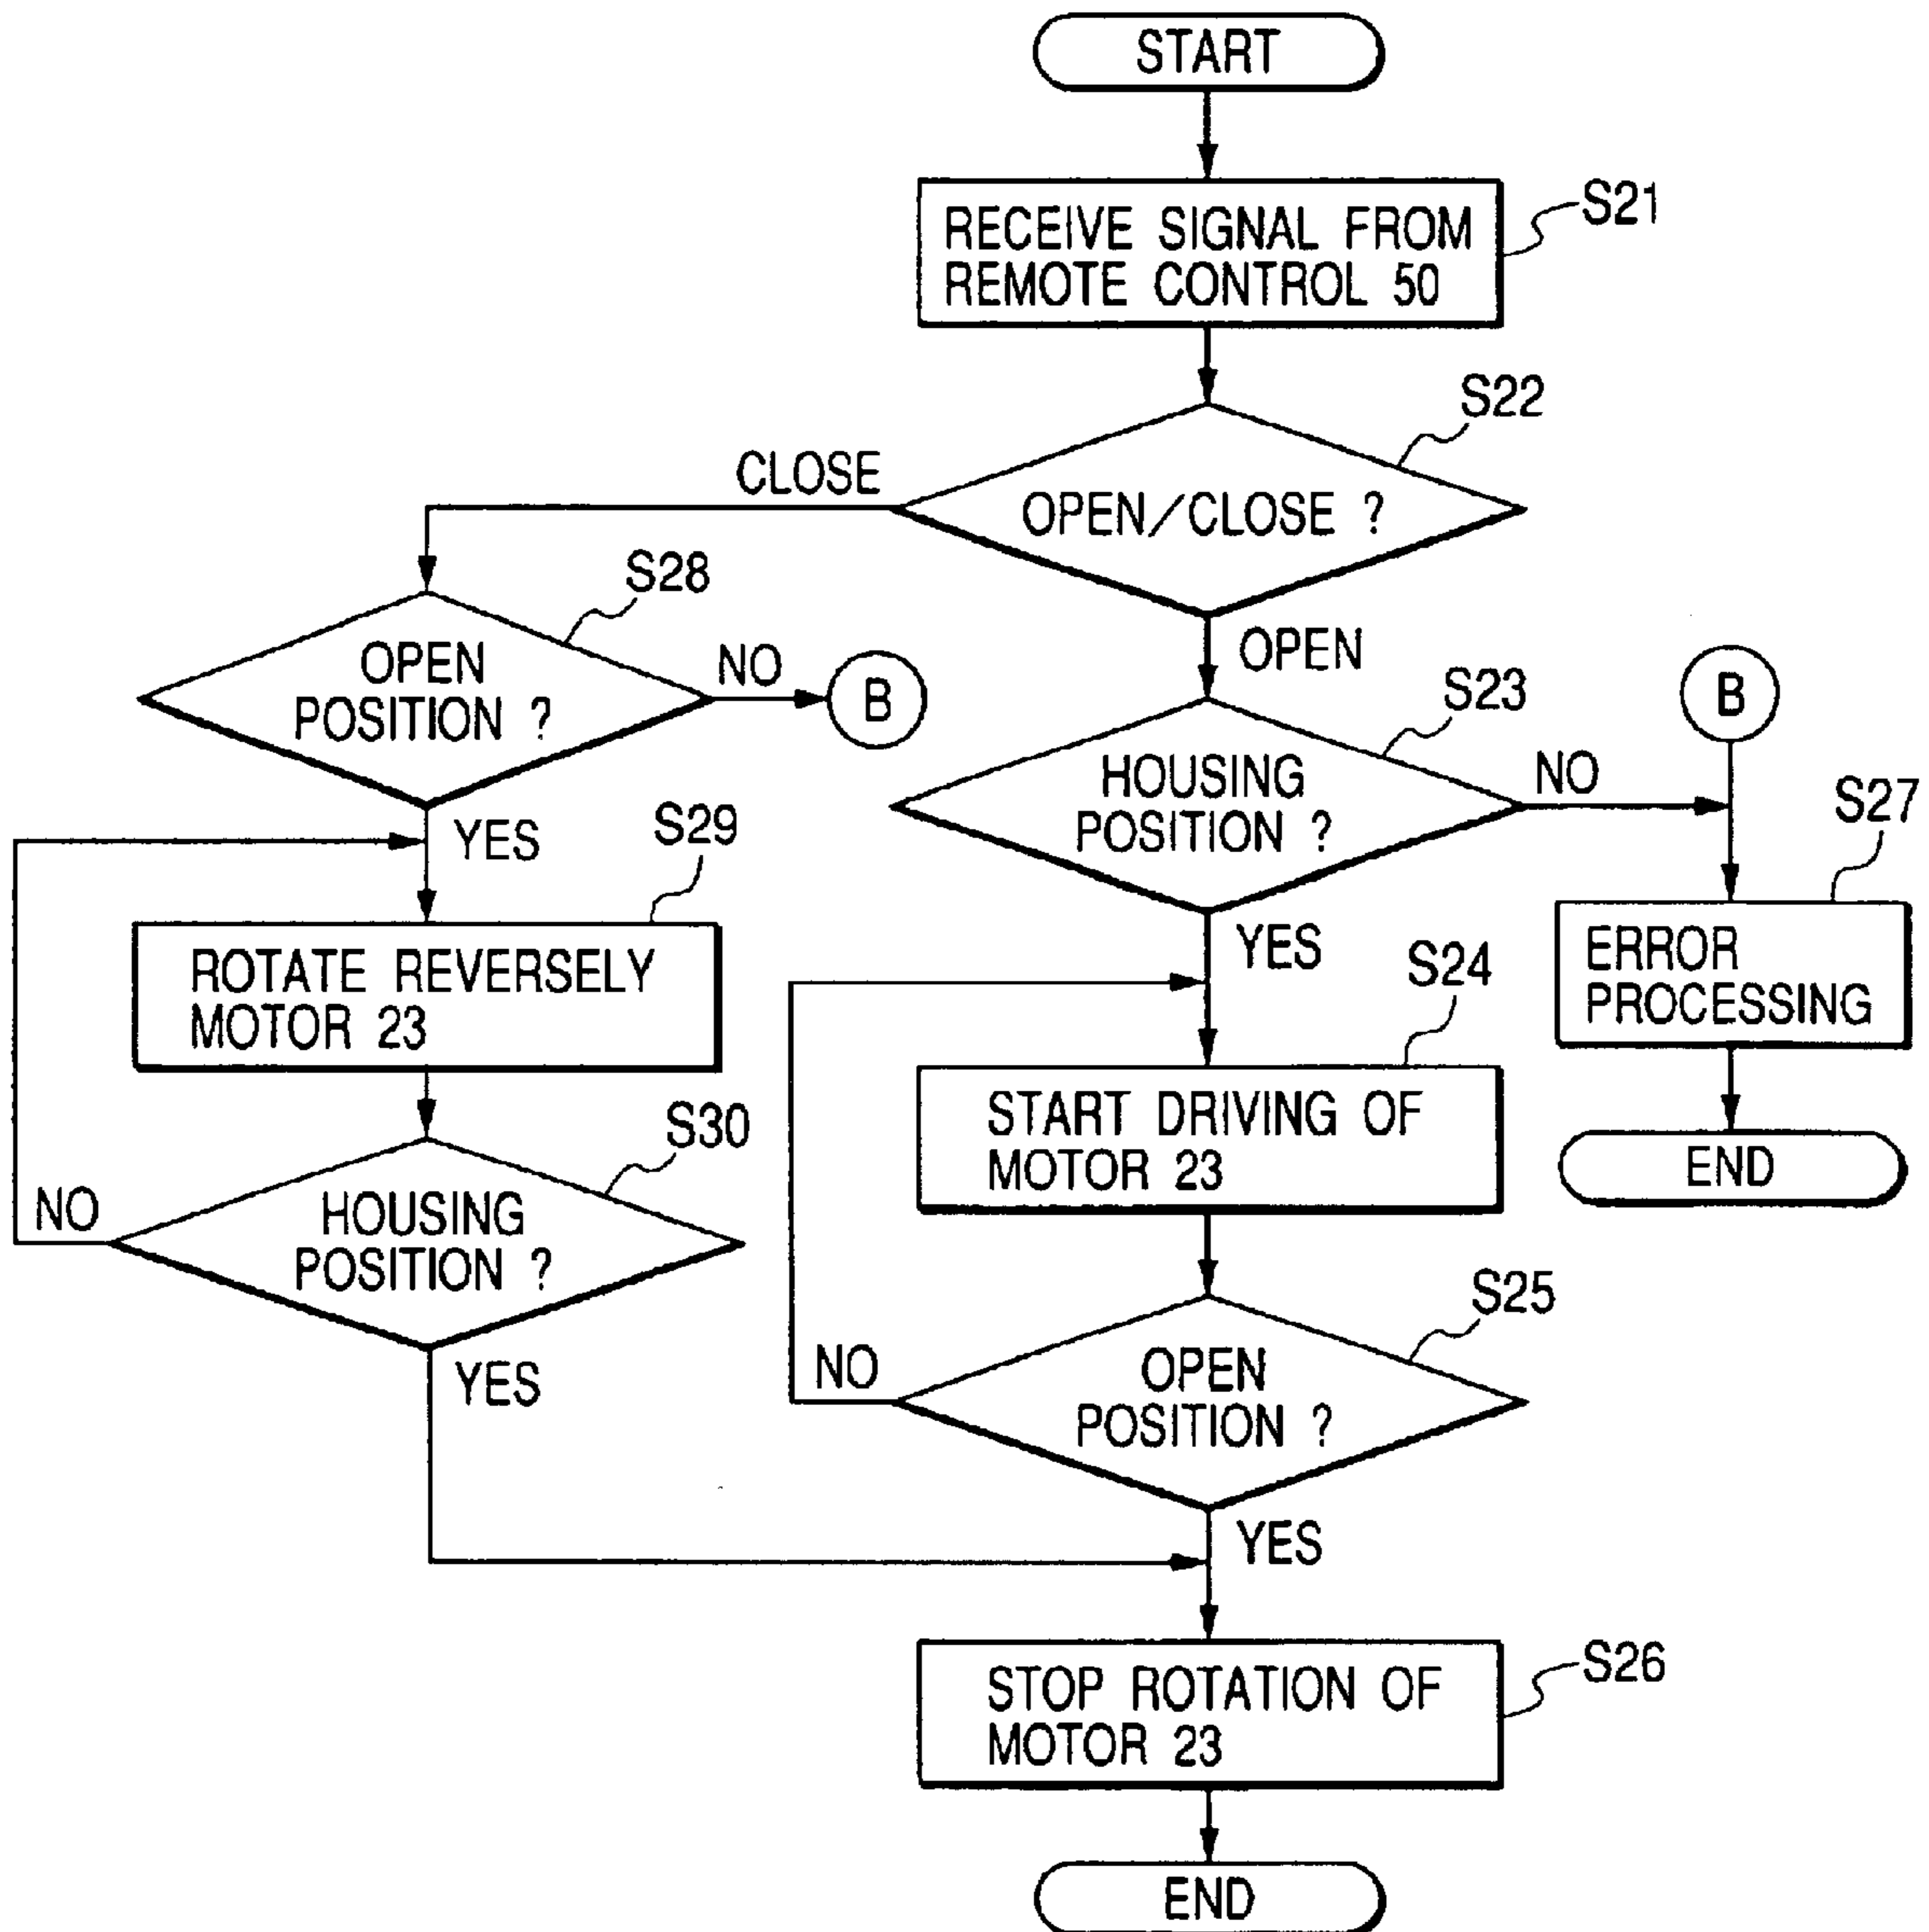 START
RECEIVE SIGNAL FROM
REMOTE CONTROL 50
S21
S22
OPEN/CLOSE ?
CLOSE
OPEN
S28
OPEN
POSITION ?
NO
B
YES
S23
HOUSING
POSITION ?
NO
B
YES
S27
ERROR
PROCESSING
END
S29
ROTATE REVERSELY
MOTOR 23
S24
START DRIVING OF
MOTOR 23
S30
HOUSING
POSITION ?
NO
YES
S25
OPEN
POSITION ?
NO
YES
S26
STOP ROTATION OF
MOTOR 23
END